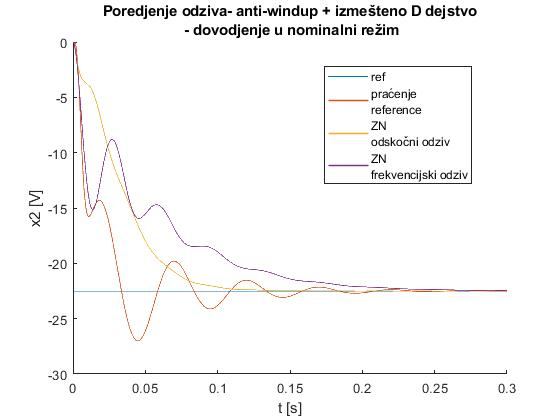 Poredjenje odziva- anti-windup + izmešteno D dejstvo
- dovodjenje u nominalni režim
0
-5
-10
-15
-20
-25
-30
x2 [V]
ref
praćenje
reference
ZN
odskočni odziv
ZN
frekvencijski odziv
0
0.05
0.1
0.15
0.2
0.25
0.3
t [s]